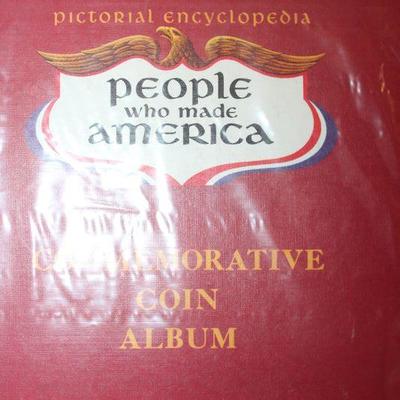 PICTORIAL ENCYCLOPEDIA
PEOPLE
WHO MADE
AMERICA
COMMEMORATIVE
COIN
ALBUM